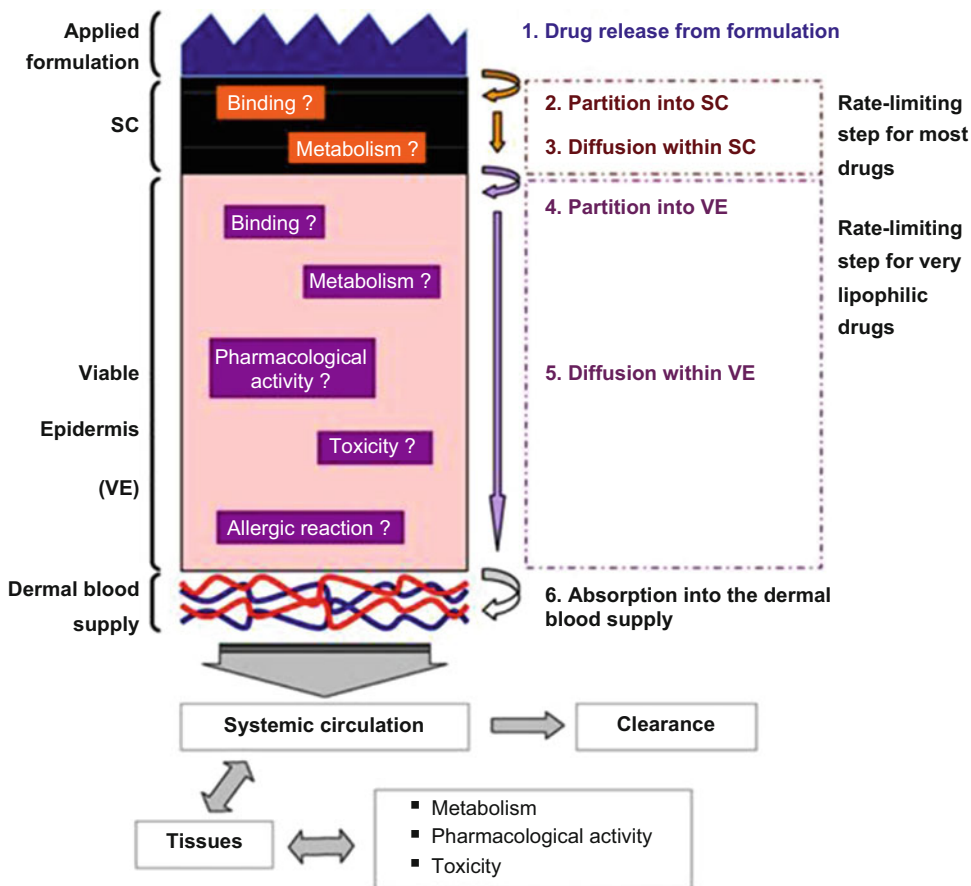 Applied
formulation
1. Drug release from formulation
SC
Binding ?
Metabolism ?
2. Partition into SC
3. Diffusion within SC
Rate-limiting
step for most
drugs
Viable
Epidermis
(VE)
Binding ?
Metabolism ?
Pharmacological
activity ?
Toxicity ?
Allergic reaction ?
4. Partition into VE
5. Diffusion within VE
Rate-limiting
step for very
lipophilic
drugs
Dermal blood
supply
6. Absorption into the dermal
blood supply
Systemic circulation
Clearance
Tissues
▪ Metabolism
▪ Pharmacological activity
▪ Toxicity